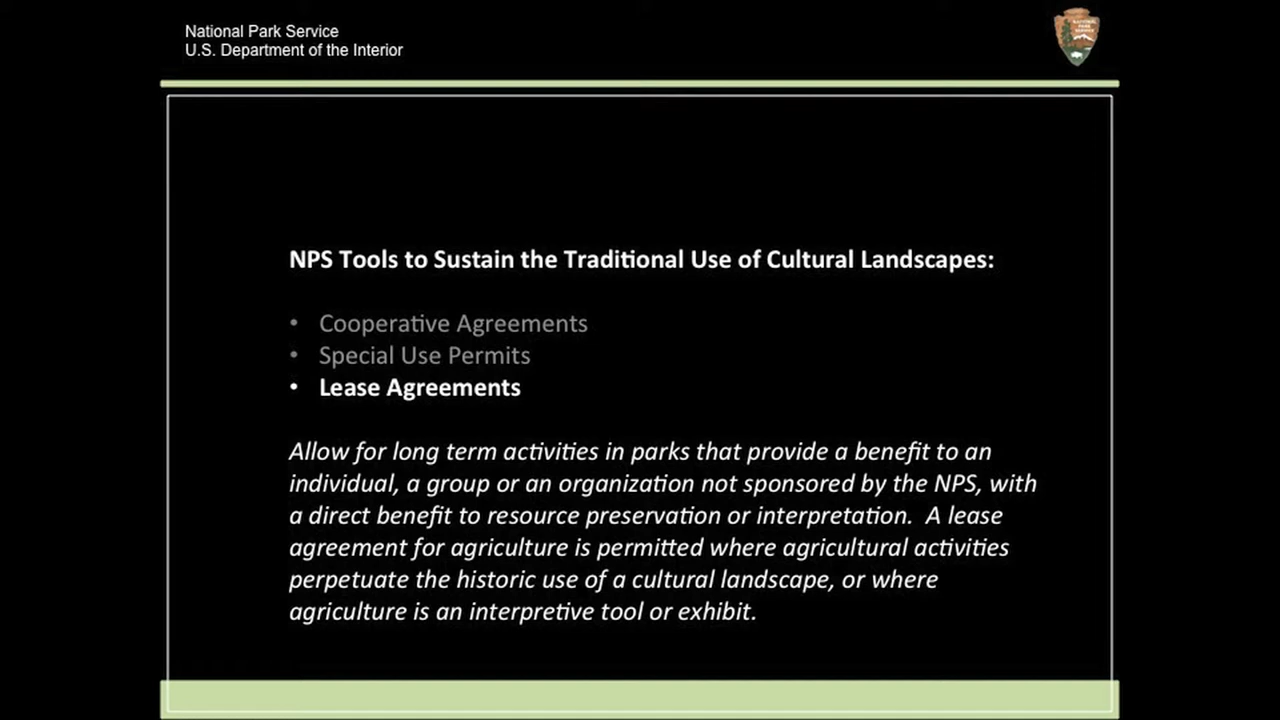 National Park Service
U.S. Department of the Interior
NATIONAL
PARK
SERVICE
NPS Tools to Sustain the Traditional Use of Cultural Landscapes:
• Cooperative Agreements
• Special Use Permits
• Lease Agreements
Allow for long term activities in parks that provide a benefit to an
individual, a group or an organization not sponsored by the NPS, with
a direct benefit to resource preservation or interpretation.  A lease
agreement for agriculture is permitted where agricultural activities
perpetuate the historic use of a cultural landscape, or where
agriculture is an interpretive tool or exhibit.